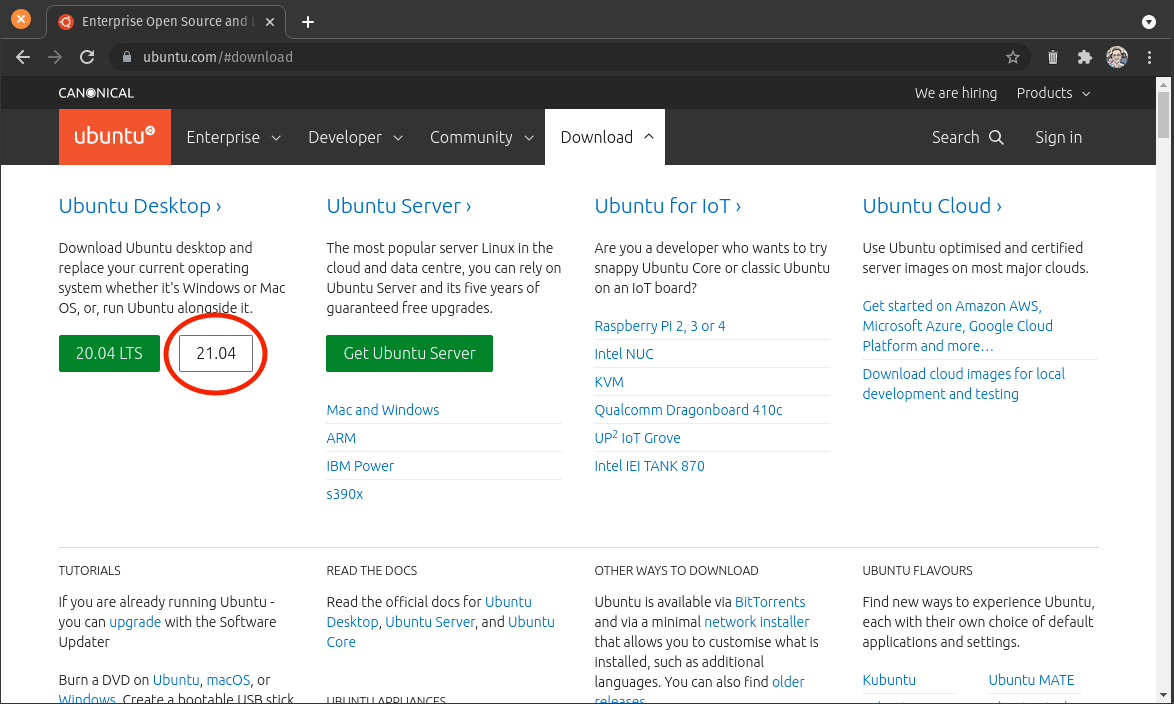 Enterprise Open Source and L
ubuntu.com/#download
CANONICAL
We are hiring
Products
ubuntu
Enterprise
Developer
Community
Download
Search
Sign in
Ubuntu Desktop ›
Download Ubuntu desktop and
replace your current operating
system whether it's Windows or Mac
OS, or, run Ubuntu alongside it.
20.04 LTS
21.04
Ubuntu Server ›
The most popular server Linux in the
cloud and data centre, you can rely on
Ubuntu Server and its five years of
guaranteed free upgrades.
Get Ubuntu Server
Mac and Windows
ARM
IBM Power
s390x
Ubuntu for IoT ›
Are you a developer who wants to try
snappy Ubuntu Core or classic Ubuntu
on an IoT board?
Raspberry Pi 2, 3 or 4
Intel NUC
KVM
Qualcomm Dragonboard 410c
UP² IoT Grove
Intel IEI TANK 870
Ubuntu Cloud ›
Use Ubuntu optimised and certified
server images on most major clouds.
Get started on Amazon AWS,
Microsoft Azure, Google Cloud
Platform and more…
Download cloud images for local
development and testing
TUTORIALS
If you are already running Ubuntu -
you can upgrade with the Software
Updater
Burn a DVD on Ubuntu, macOS, or
Windows. Create a bootable USB stick
READ THE DOCS
Read the official docs for Ubuntu
Desktop, Ubuntu Server, and Ubuntu
Core
UBUNTU APPLIANCES
OTHER WAYS TO DOWNLOAD
Ubuntu is available via BitTorrents
and via a minimal network installer
that allows you to customise what is
installed, such as additional
languages. You can also find older
releases
UBUNTU FLAVOURS
Find new ways to experience Ubuntu,
each with their own choice of default
applications and settings.
Kubuntu
Ubuntu MATE